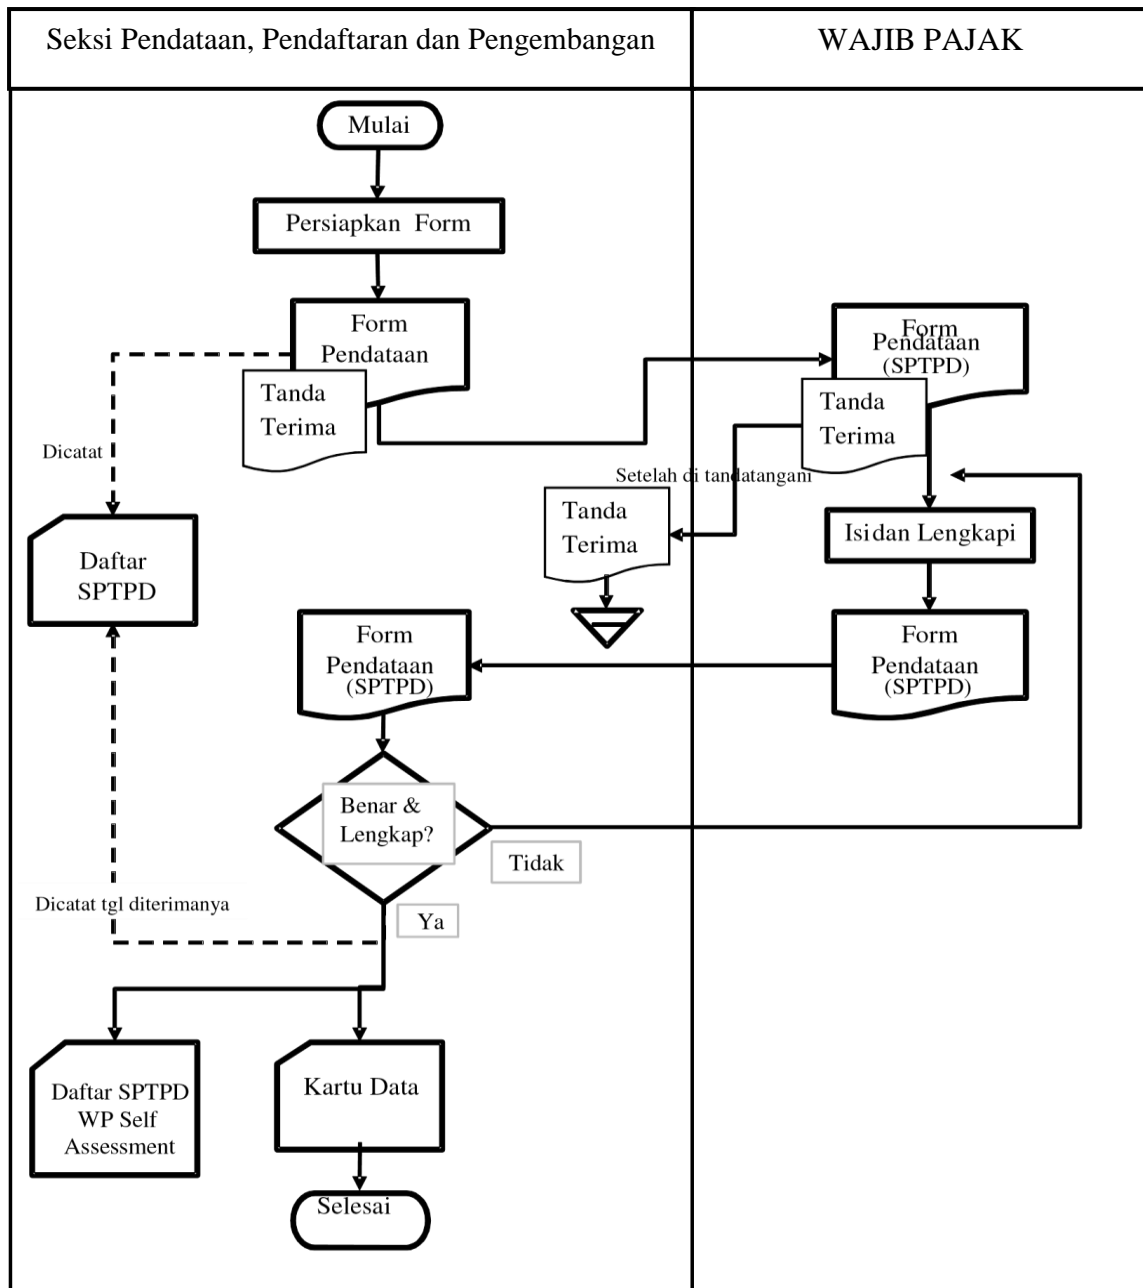 Seksi Pendataan, Pendaftaran dan Pengembangan
WAJIB PAJAK
Mulai
Persiapkan Form
Form
Pendataan
Tanda
Terima
Form
Pendataan
(SPTPD)
Tanda
Terima
Dicatat
Setelah di tandatangani
Tanda
Terima
Isidan Lengkapi
Daftar
SPTPD
Form
Pendataan
(SPTPD)
Form
Pendataan
(SPTPD)
Benar &
Lengkap?
Tidak
Dicatat tgl diterimanya
Ya
Daftar SPTPD
WP Self
Assessment
Kartu Data
Selesai